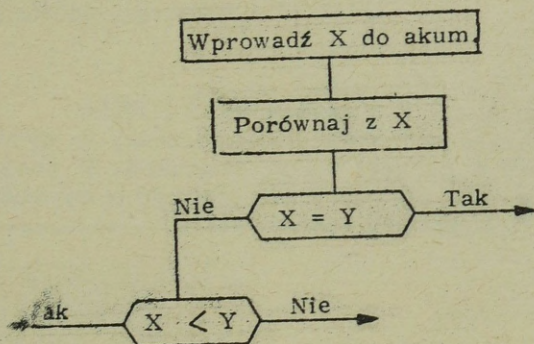 Wprowadź X do akum.
Porównaj z X
Nie
X = Y
Tak
ak
X < Y
Nie